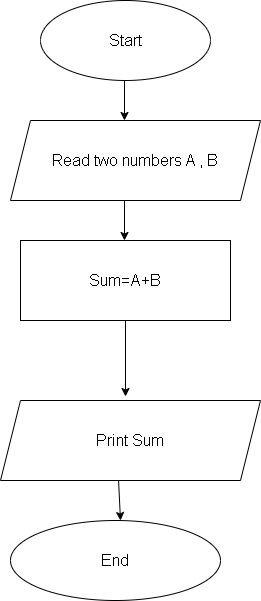 Start
Read two numbers A , B
Sum=A+B
Print Sum
End